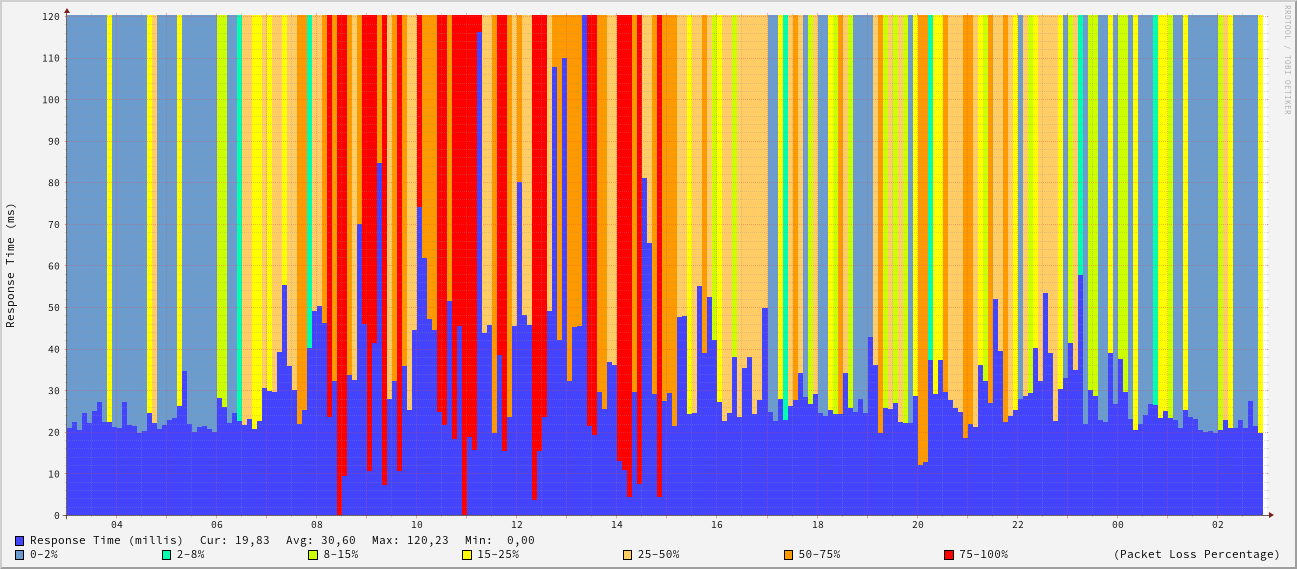 RRDTOOL / TOBI OETIKER
Response Time (ms)
120
110
100
90
80
70
60
50
40
30
20
10
0
04 06 08 10 12 14 16 18 20 22 00 02
Response Time (millis) Cur: 19,83 Avg: 30,60 Max: 120,23 Min: 0,00
0-2% 2-8% 8-15% 15-25% 25-50% 50-75% 75-100% (Packet Loss Percentage)